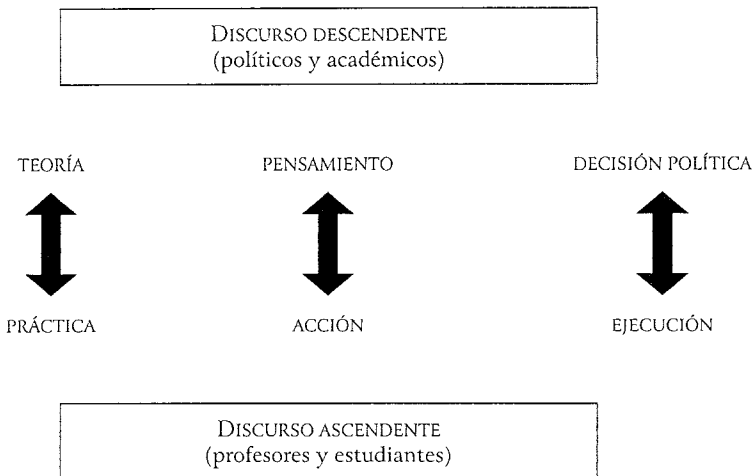 DISCURSO DESCENDENTE
(políticos y académicos)
TEORÍA PENSAMIENTO DECISIÓN POLÍTICA
PRÁCTICA ACCIÓN EJECUCIÓN
DISCURSO ASCENDENTE
(profesores y estudiantes)